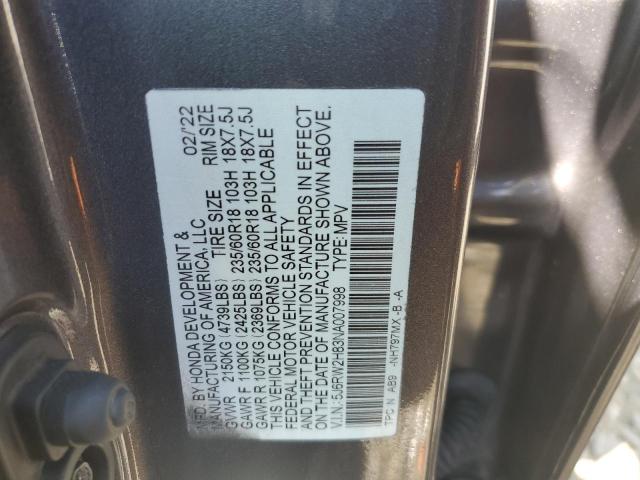 MFD. BY HONDA DEVELOPMENT & 02/'22
MANUFACTURING OF AMERICA, LLC
TIRE SIZE RIM SIZE
GVWR 2150KG (4739LBS)
GAWR F 1100KG (2425LBS) 235/60R18 103H 18X7.5J
GAWR R 1075KG (2369LBS) 235/60R18 103H 18X7.5J
THIS VEHICLE CONFORMS TO ALL APPLICABLE
FEDERAL MOTOR VEHICLE SAFETY
AND THEFT PREVENTION STANDARDS IN EFFECT
ON THE DATE OF MANUFACTURE SHOWN ABOVE.
V.I.N.:5J6RW2H83NA007998 TYPE:MPV
TPC N AB9 -NH797MX -B -A